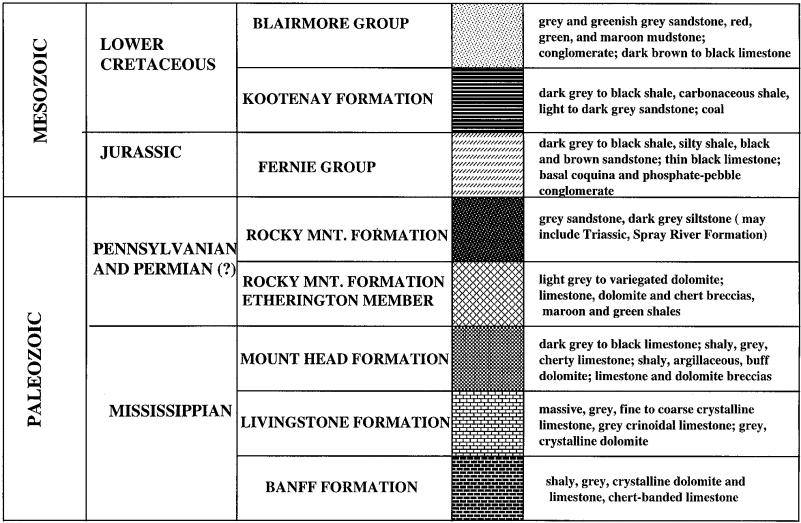 MESOZOIC
LOWER
CRETACEOUS
BLAIRMORE GROUP
grey and greenish grey sandstone, red,
green, and maroon mudstone;
conglomerate; dark brown to black limestone
KOOTENAY FORMATION
dark grey to black shale, carbonaceous shale,
light to dark grey sandstone; coal
JURASSIC
FERNIE GROUP
dark grey to black shale, silty shale, black
and brown sandstone; thin black limestone;
basal coquina and phosphate-pebble
conglomerate
PALEOZOIC
PENNSYLVANIAN
AND PERMIAN (?)
ROCKY MNT. FORMATION
grey sandstone, dark grey siltstone ( may
include Triassic, Spray River Formation)
ROCKY MNT. FORMATION
ETHERINGTON MEMBER
light grey to variegated dolomite;
limestone, dolomite and chert breccias,
maroon and green shales
MISSISSIPPIAN
MOUNT HEAD FORMATION
dark grey to black limestone; shaly, grey,
cherty limestone; shaly, argillaceous, buff
dolomite; limestone and dolomite breccias
LIVINGSTONE FORMATION
massive, grey, fine to coarse crystalline
limestone, grey crinoidal limestone; grey,
crystalline dolomite
BANFF FORMATION
shaly, grey, crystalline dolomite and
limestone, chert-banded limestone